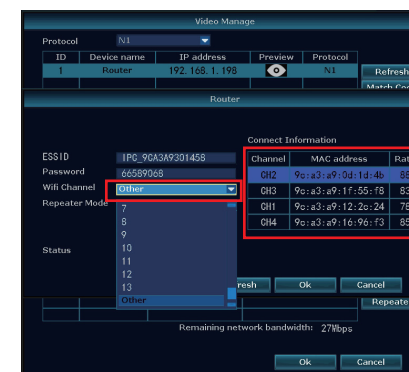 Video Manage
Protocol N1
ID Device name IP address Preview Protocol
1 Router 192.168.1.198 N1 Refresh
Router
Connect Information
ESSID IPC_9CA3A9301458
Channel MAC address
Password 66589068
CH2 9c:a3:a9:0d:1d:4b
Wifi Channel Other
CH3 9c:a3:a9:1f:55:f8 83
Repeater Mode
CH1 9c:a3:a9:12:2c:24
7
CH4 9c:a3:a9:16:96:f3 85
8
9
10
Status
11
12
13
Ok Cancel
Other
Remaining network bandwidth: 27Mbps
Ok Cancel